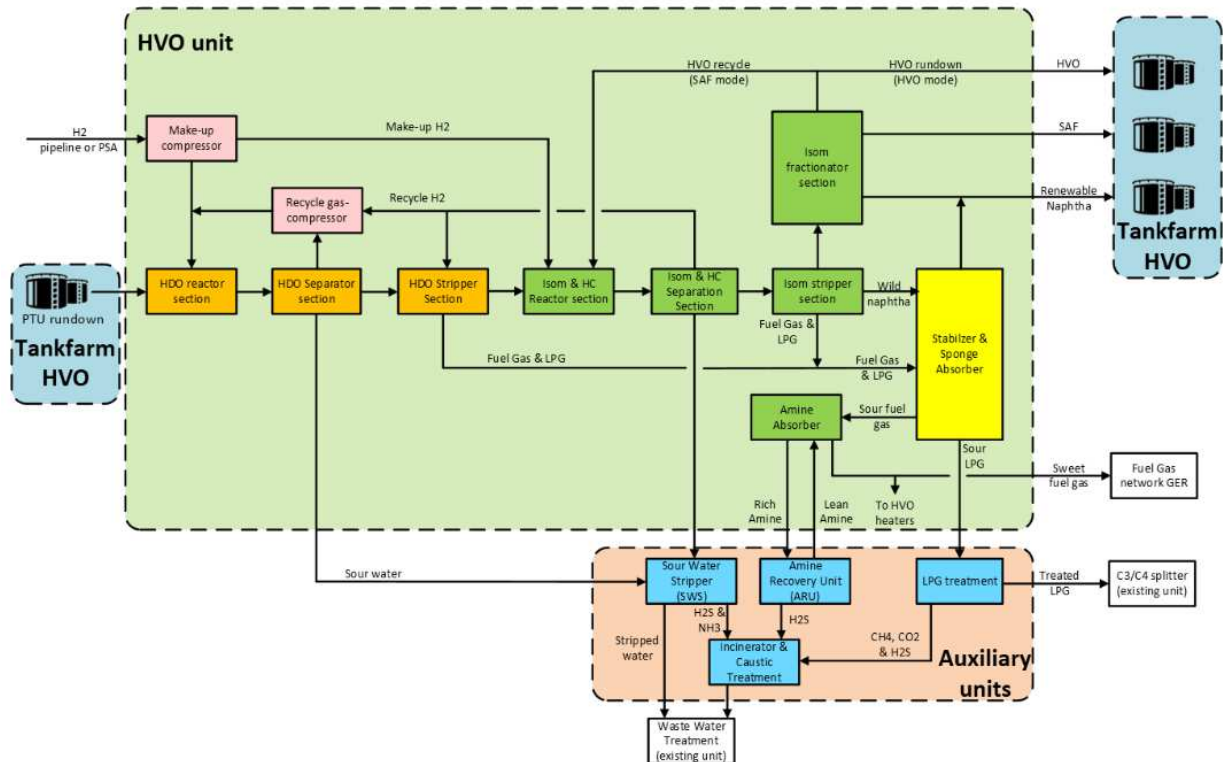 HVO unit
HVO recycle
(SAF mode)
HVO rundown
(HVO mode)
HVO
H2
pipeline or PSA
Make-up
compressor
Make-up H2
Isom
fractionator
section
SAF
Recycle gas-
compressor
Recycle H2
Renewable
Naphtha
Tankfarm
HVO
PTU rundown
Tankfarm
HVO
HDO reactor
section
HDO Separator
section
HDO Stripper
Section
Isom & HC
Reactor section
Isom & HC
Separation
Section
Isom stripper
section
Wild
naphtha
Fuel Gas &
LPG
Stabilzer &
Sponge
Absorber
Fuel Gas & LPG
Fuel Gas
& LPG
Amine
Absorber
Sour fuel
gas
Sour
LPG
Sweet
fuel gas
Fuel Gas
network GER
To HVO
heaters
Rich
Amine
Lean
Amine
Sour water
Sour Water
Stripper
(SWS)
Amine
Recovery Unit
(ARU)
LPG treatment
Treated
LPG
C3/C4 splitter
(existing unit)
H2S &
NH3
H2S
Stripped
water
CH4, CO2
& H2S
Incinerator &
Caustic
Treatment
Auxiliary
units
Waste Water
Treatment
(existing unit)